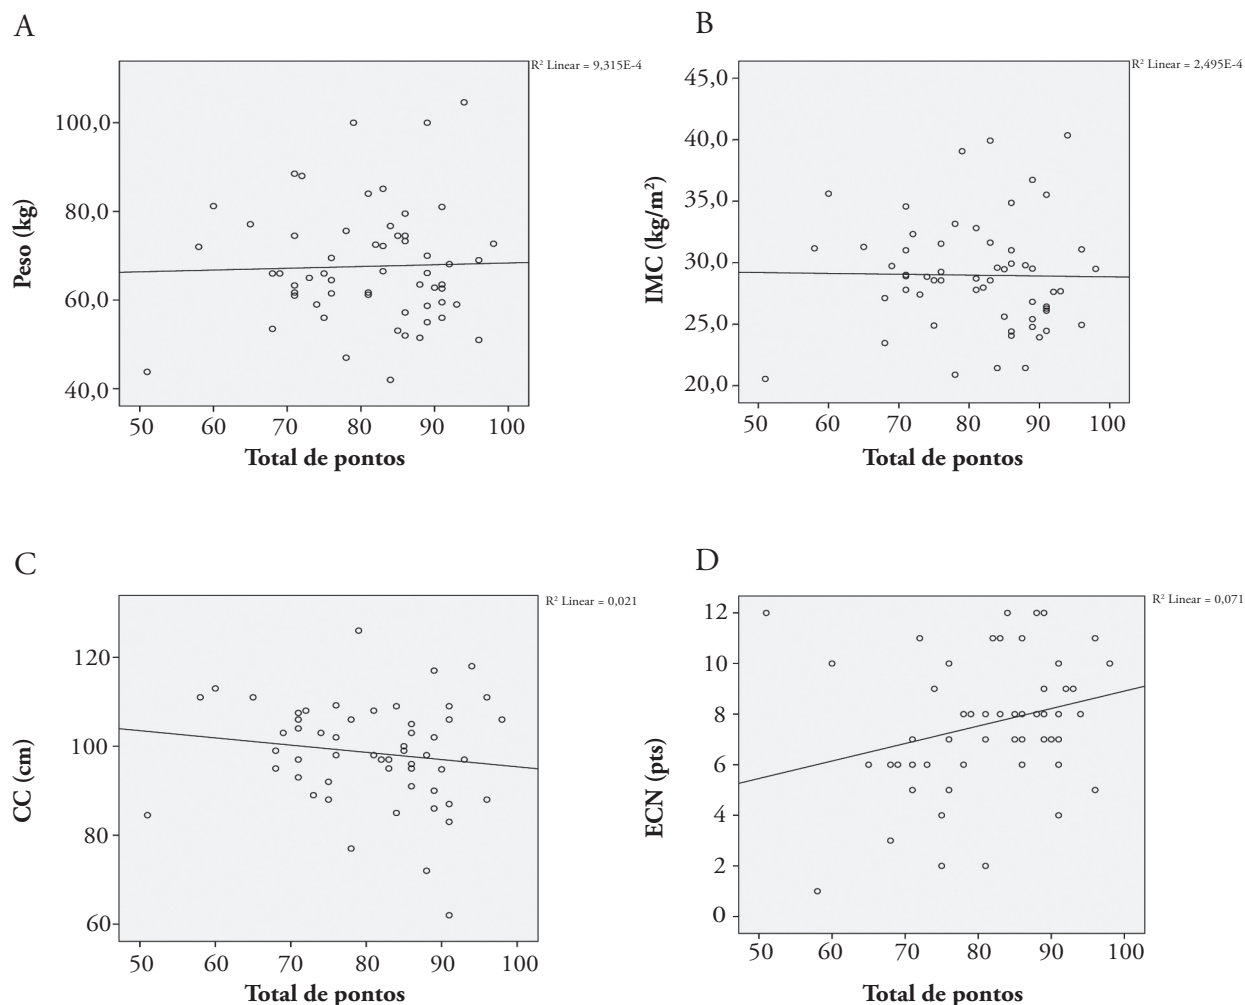 A
R² Linear = 9,315E-4
100,0
80,0
60,0
40,0
Peso (kg)
50 60 70 80 90 100
Total de pontos
B
R² Linear = 2,495E-4
45,0
40,0
35,0
30,0
25,0
20,0
IMC (kg/m²)
50 60 70 80 90 100
Total de pontos
C
R² Linear = 0,021
120
100
80
60
CC (cm)
50 60 70 80 90 100
Total de pontos
D
R² Linear = 0,071
12
10
8
6
4
2
0
ECN (pts)
50 60 70 80 90 100
Total de pontos